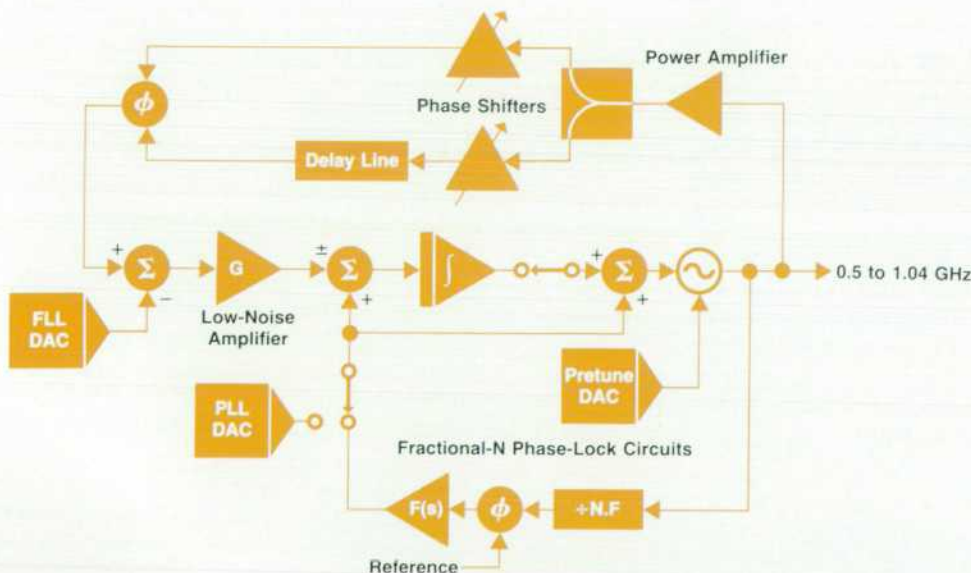 Power Amplifier
Phase Shifters
ϕ
Delay Line
+
Σ
−
G
±
Σ
+
∫
+
Σ
+
0.5 to 1.04 GHz
FLL
DAC
Low-Noise
Amplifier
PLL
DAC
Pretune
DAC
Fractional-N Phase-Lock Circuits
F(s)
ϕ
÷N.F
Reference